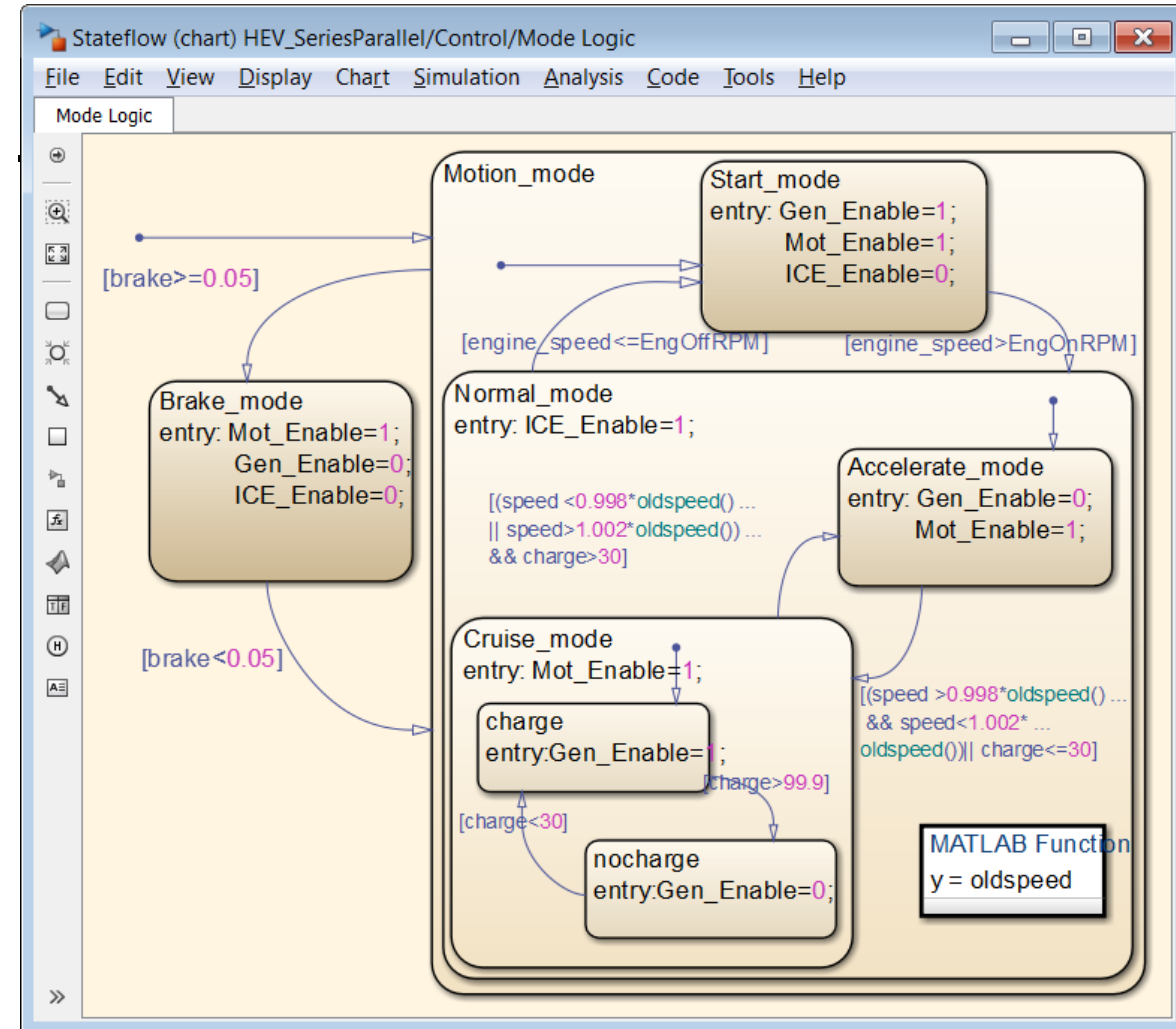 Stateflow (chart) HEV_SeriesParallel/Control/Mode Logic
File Edit View Display Chart Simulation Analysis Code Tools Help
Mode Logic
Motion_mode
Start_mode
entry: Gen_Enable=1;
Mot_Enable=1;
ICE_Enable=0;
[brake>=0.05]
[engine_speed<=EngOffRPM]
[engine_speed>EngOnRPM]
Brake_mode
entry: Mot_Enable=1;
Gen_Enable=0;
ICE_Enable=0;
Normal_mode
entry: ICE_Enable=1;
Accelerate_mode
entry: Gen_Enable=0;
Mot_Enable=1;
[(speed <0.998*oldspeed() ...
|| speed>1.002*oldspeed()) ...
&& charge>30]
[brake<0.05]
Cruise_mode
entry: Mot_Enable=1;
charge
entry:Gen_Enable=1;
[charge>99.9]
[charge<30]
nocharge
entry:Gen_Enable=0;
[(speed >0.998*oldspeed() ...
&& speed<1.002* ...
oldspeed())|| charge<=30]
MATLAB Function
y = oldspeed
fx
T F
H
A